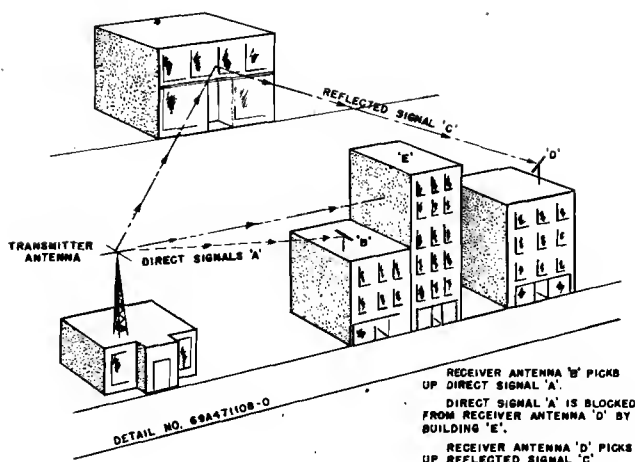 REFLECTED SIGNAL 'C'
'D'
'E'
TRANSMITTER
ANTENNA
DIRECT SIGNALS 'A'
'B'
DETAIL NO. 69A471108-0
RECEIVER ANTENNA 'B' PICKS
UP DIRECT SIGNAL 'A'.
DIRECT SIGNAL 'A' IS BLOCKED
FROM RECEIVER ANTENNA 'D' BY
BUILDING 'E'.
RECEIVER ANTENNA 'D' PICKS
UP REFLECTED SIGNAL 'C'